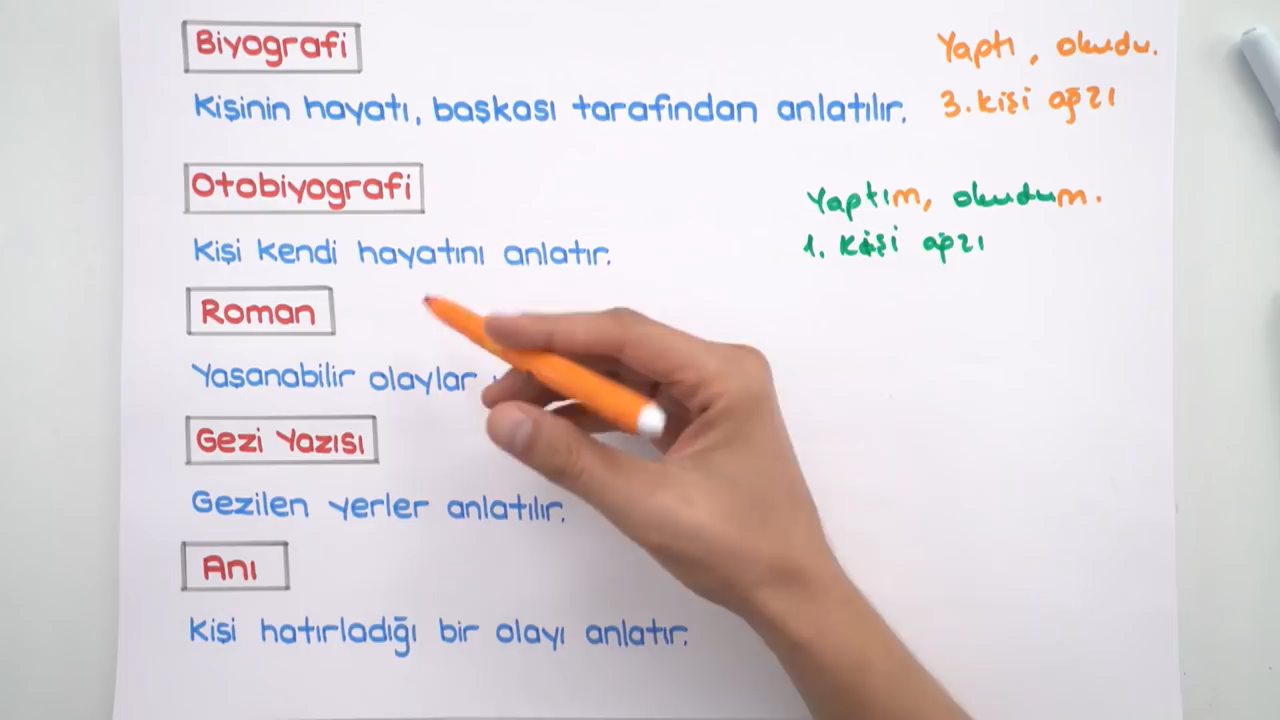 Biyografi
Yaptı, okudu.
Kişinin hayatı, başkası tarafından anlatılır.
3. kişi ağzı
Otobiyografi
Yaptım, okudum.
1. kişi ağzı
Kişi kendi hayatını anlatır.
Roman
Yaşanabilir olaylar
Gezi Yazısı
Gezilen yerler anlatılır.
Anı
Kişi hatırladığı bir olayı anlatır.